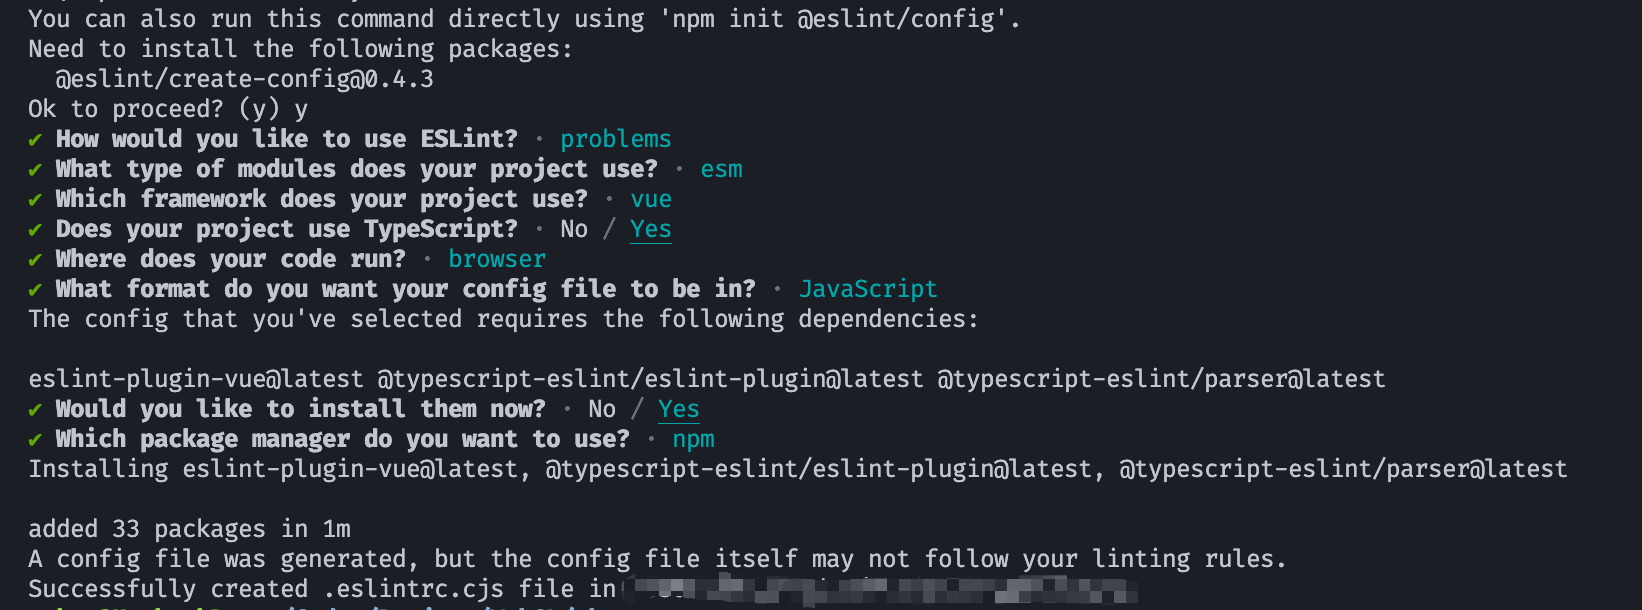 You can also run this command directly using 'npm init @eslint/config'.
Need to install the following packages:
  @eslint/create-config@0.4.3
Ok to proceed? (y) y
✔ How would you like to use ESLint? · problems
✔ What type of modules does your project use? · esm
✔ Which framework does your project use? · vue
✔ Does your project use TypeScript? · No / Yes
✔ Where does your code run? · browser
✔ What format do you want your config file to be in? · JavaScript
The config that you've selected requires the following dependencies:
eslint-plugin-vue@latest @typescript-eslint/eslint-plugin@latest @typescript-eslint/parser@latest
✔ Would you like to install them now? · No / Yes
✔ Which package manager do you want to use? · npm
Installing eslint-plugin-vue@latest, @typescript-eslint/eslint-plugin@latest, @typescript-eslint/parser@latest
added 33 packages in 1m
A config file was generated, but the config file itself may not follow your linting rules.
Successfully created .eslintrc.cjs file in